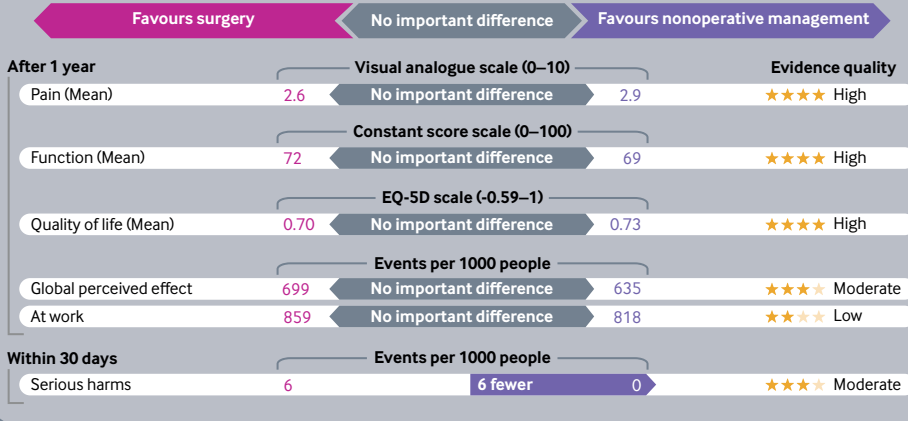 Favours surgery No important difference Favours nonoperative management
After 1 year Visual analogue scale (0–10) Evidence quality
Pain (Mean) 2.6 No important difference 2.9 ★★★★ High
Constant score scale (0–100)
Function (Mean) 72 No important difference 69 ★★★★ High
EQ-5D scale (-0.59–1)
Quality of life (Mean) 0.70 No important difference 0.73 ★★★★ High
Events per 1000 people
Global perceived effect 699 No important difference 635 ★★★★ Moderate
At work 859 No important difference 818 ★★★★ Low
Within 30 days Events per 1000 people
Serious harms 6 6 fewer 0 ★★★★ Moderate